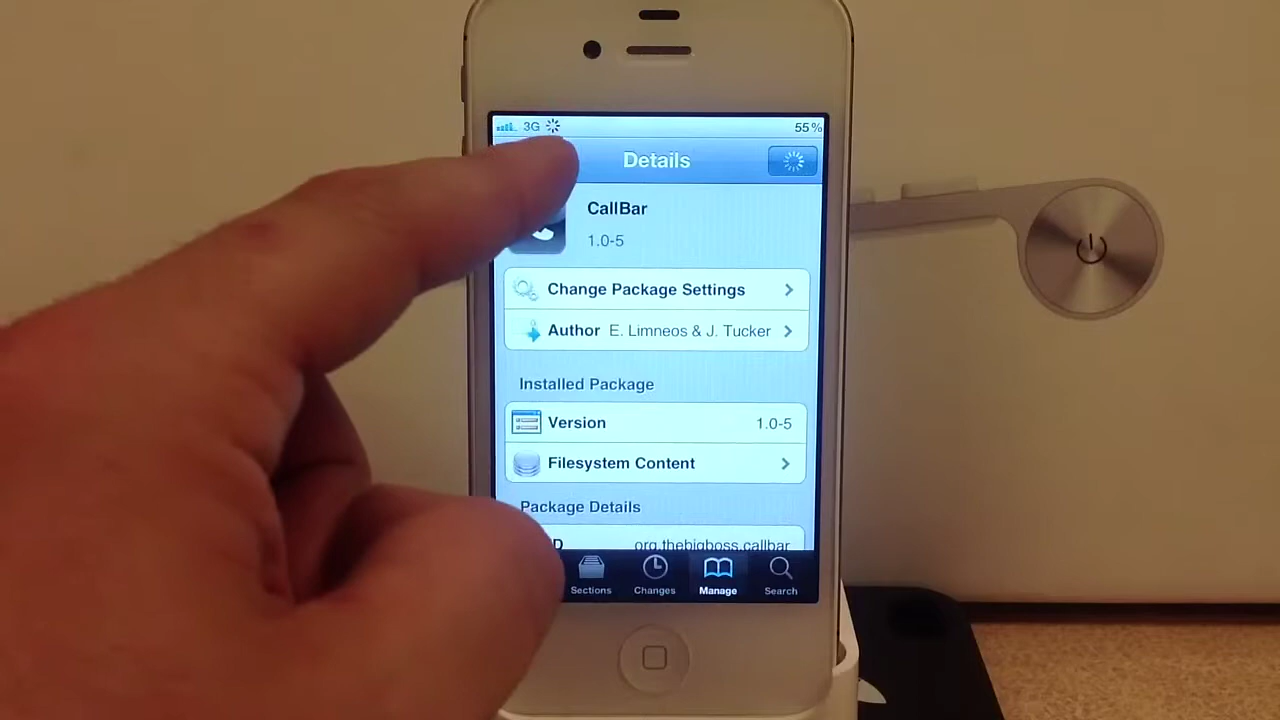 3G 55%
Details
CallBar
1.0-5
Change Package Settings
Author E. Limneos & J. Tucker
Installed Package
Version 1.0-5
Filesystem Content
Package Details
org.thebigboss.callbar
Sections Changes Manage Search